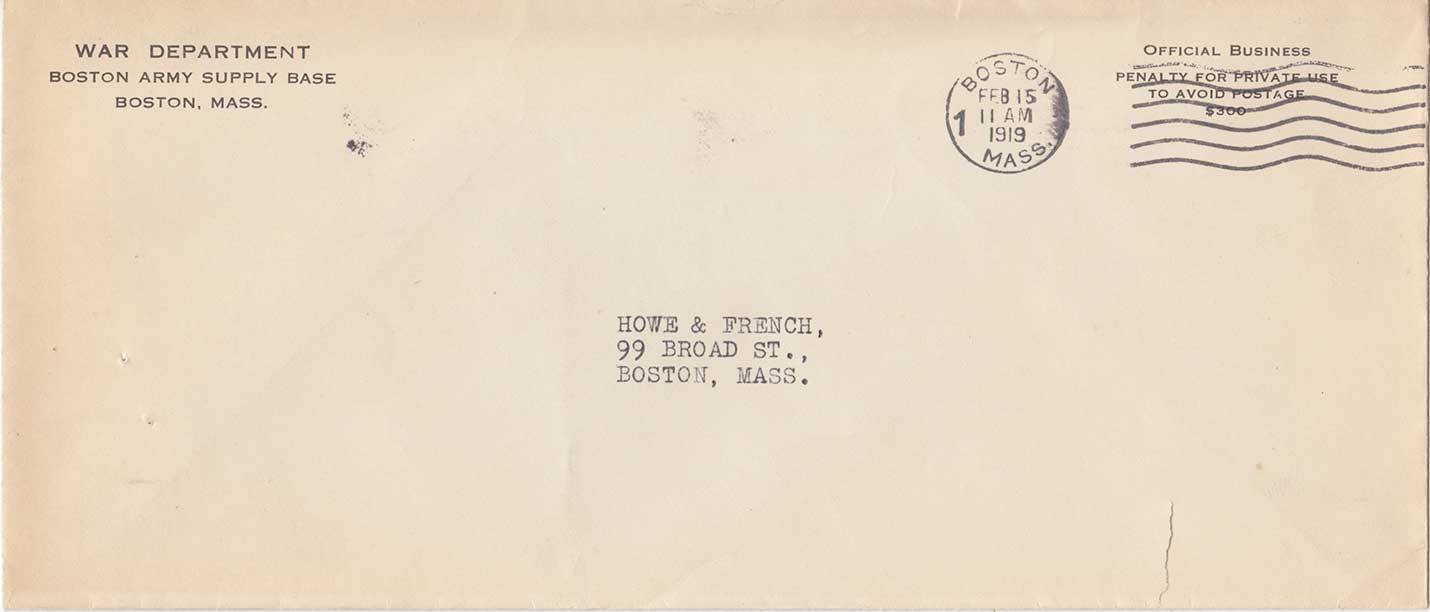 WAR DEPARTMENT
BOSTON ARMY SUPPLY BASE
BOSTON, MASS.
BOSTON
FEB 15
11 AM
1
1919
MASS.
OFFICIAL BUSINESS
PENALTY FOR PRIVATE USE
TO AVOID POSTAGE
$300
HOWE & FRENCH,
99 BROAD ST.,
BOSTON, MASS.